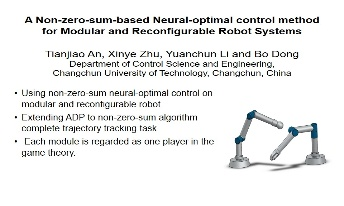 A Non-zero-sum-based Neural-optimal control method
for Modular and Reconfigurable Robot Systems
Tianjiao An, Xinye Zhu, Yuanchun Li and Bo Dong
Department of Control Science and Engineering,
Changchun University of Technology, Changchun, China
• Using non-zero-sum neural-optimal control on
modular and reconfigurable robot
• Extending ADP to non-zero-sum algorithm
complete trajectory tracking task
• Each module is regarded as one player in the
game theory.